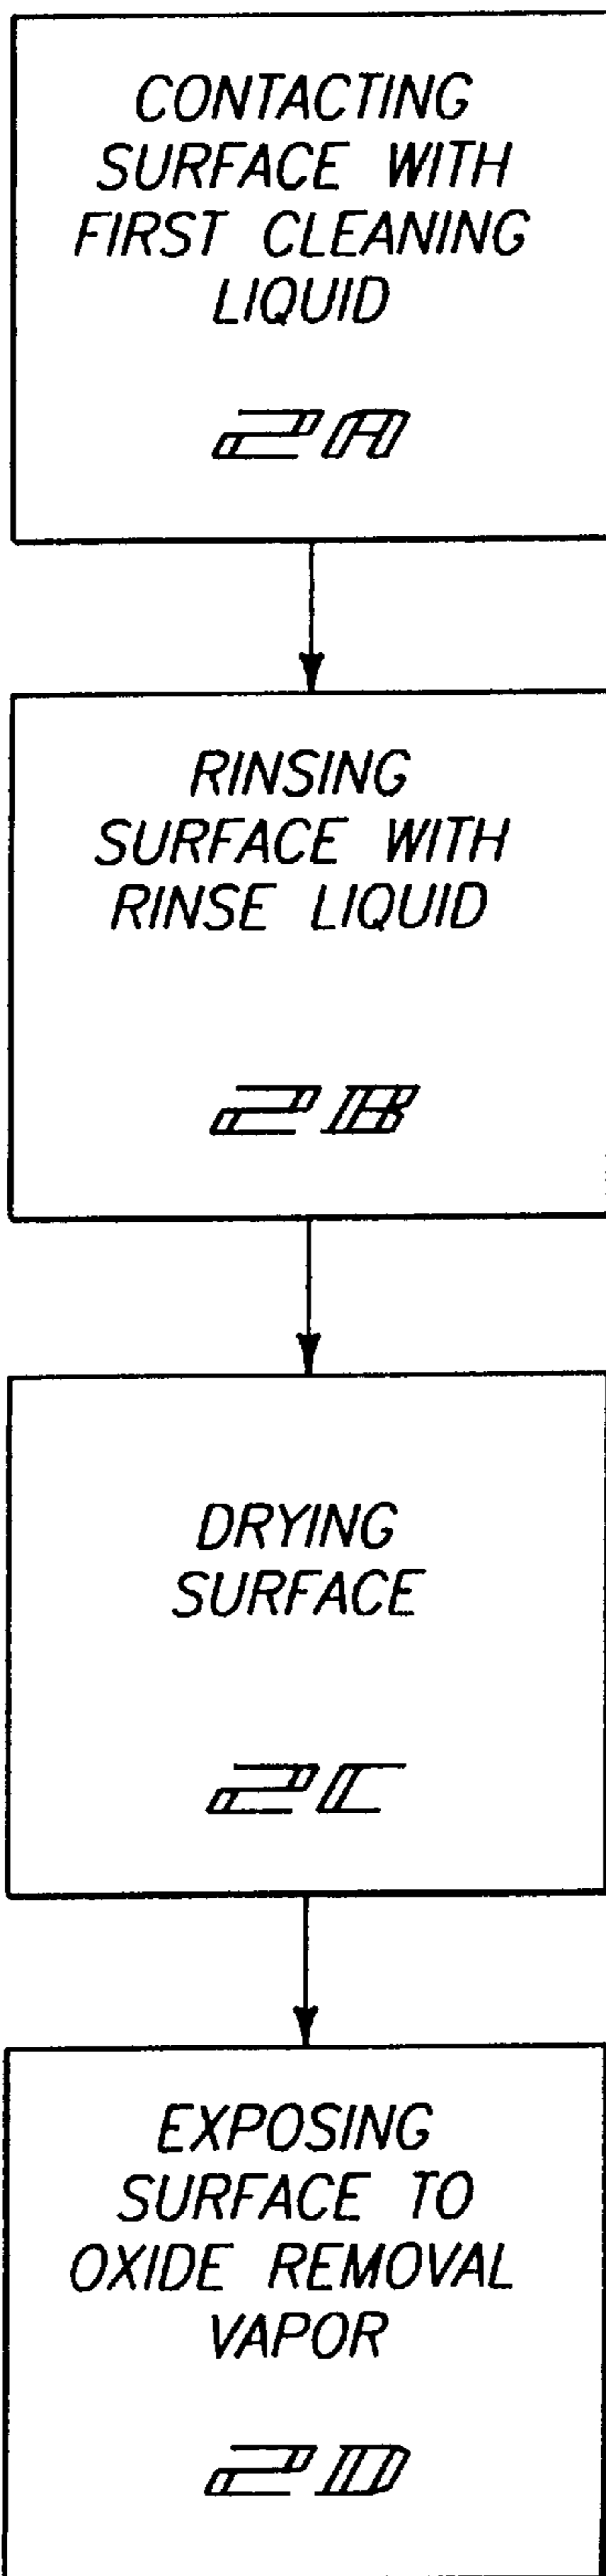 CONTACTING
SURFACE WITH
FIRST CLEANING
LIQUID
2A
RINSING
SURFACE WITH
RINSE LIQUID
2B
DRYING
SURFACE
2C
EXPOSING
SURFACE TO
OXIDE REMOVAL
VAPOR
2D